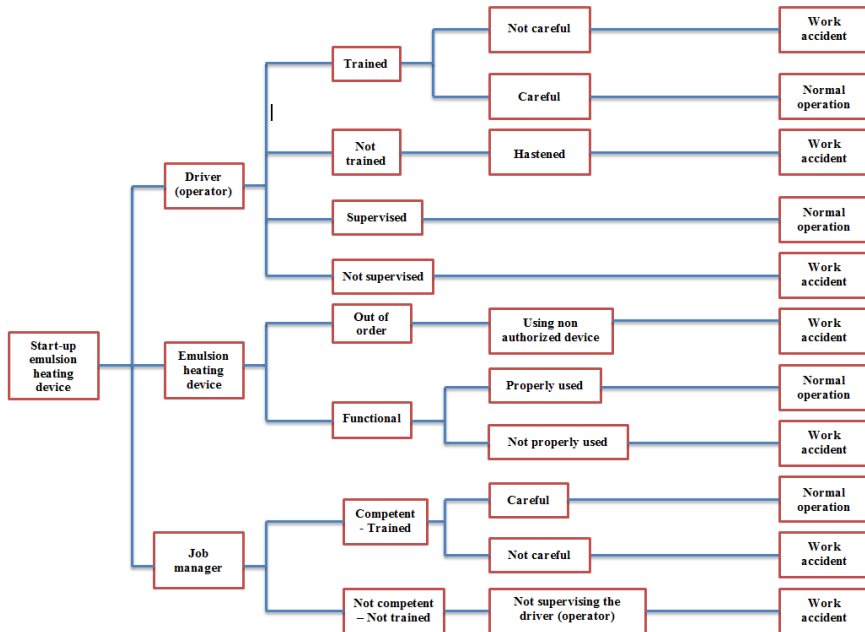 Start-up
emulsion
heating
device
Driver
(operator)
Trained
Not careful
Work
accident
Careful
Normal
operation
Not
trained
Hastened
Work
accident
Supervised
Normal
operation
Not supervised
Work
accident
Emulsion
heating
device
Out of
order
Using non
authorized device
Work
accident
Functional
Properly used
Normal
operation
Not properly used
Work
accident
Job
manager
Competent
- Trained
Careful
Normal
operation
Not careful
Work
accident
Not competent
– Not trained
Not supervising the
driver (operator)
Work
accident